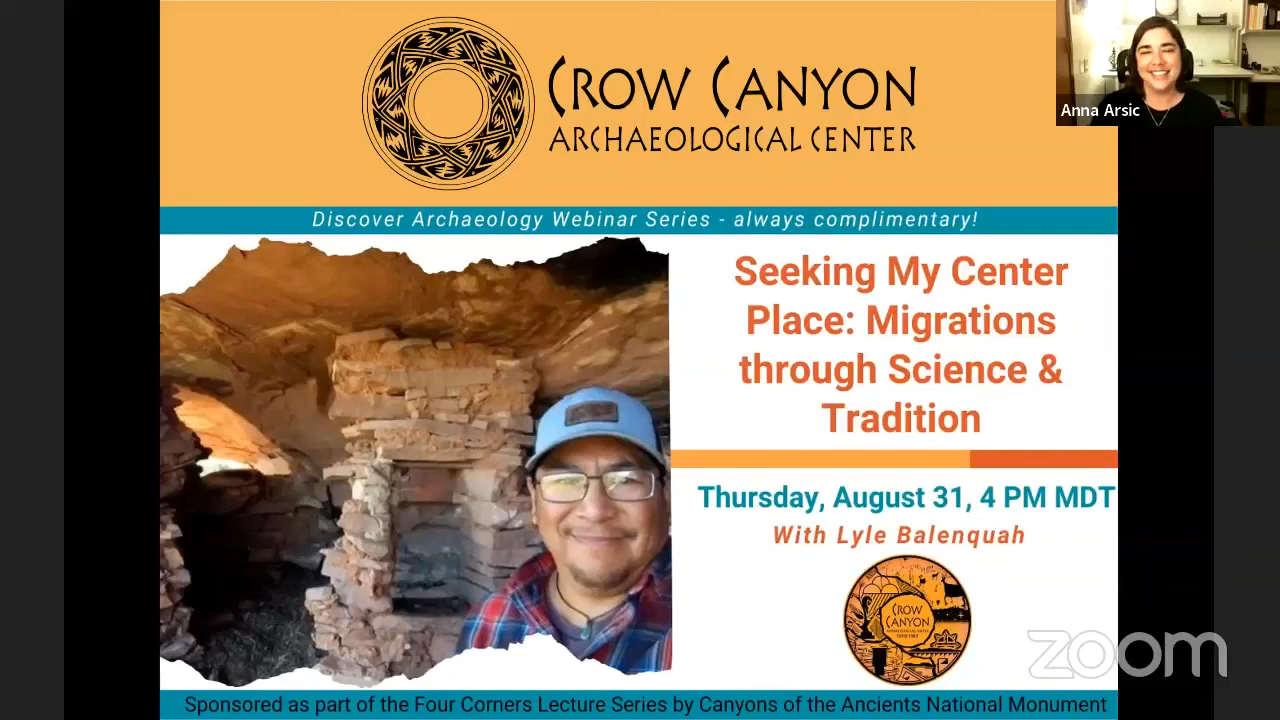 CROW CANYON
ARCHAEOLOGICAL CENTER
Anna Arsic
Discover Archaeology Webinar Series - always complimentary!
Seeking My Center
Place: Migrations
through Science &
Tradition
Thursday, August 31, 4 PM MDT
With Lyle Balenquah
CROW
CANYON
zoom
Sponsored as part of the Four Corners Lecture Series by Canyons of the Ancients National Monument